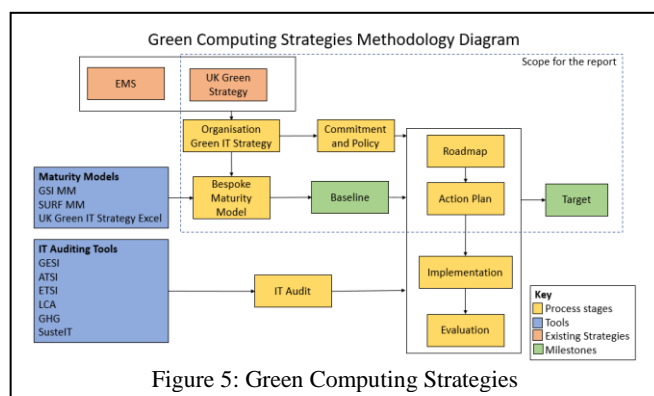 Green Computing Strategies Methodology Diagram
Scope for the report
EMS
UK Green
Strategy
Organisation
Green IT Strategy
Commitment
and Policy
Roadmap
Maturity Models
GSI MM
SURF MM
UK Green IT Strategy Excel
Bespoke
Maturity
Model
Baseline
Action Plan
Target
IT Auditing Tools
GESI
ATSI
ETSI
LCA
GHG
SusteIT
IT Audit
Implementation
Evaluation
Key
Process stages
Tools
Existing Strategies
Milestones
Figure 5: Green Computing Strategies